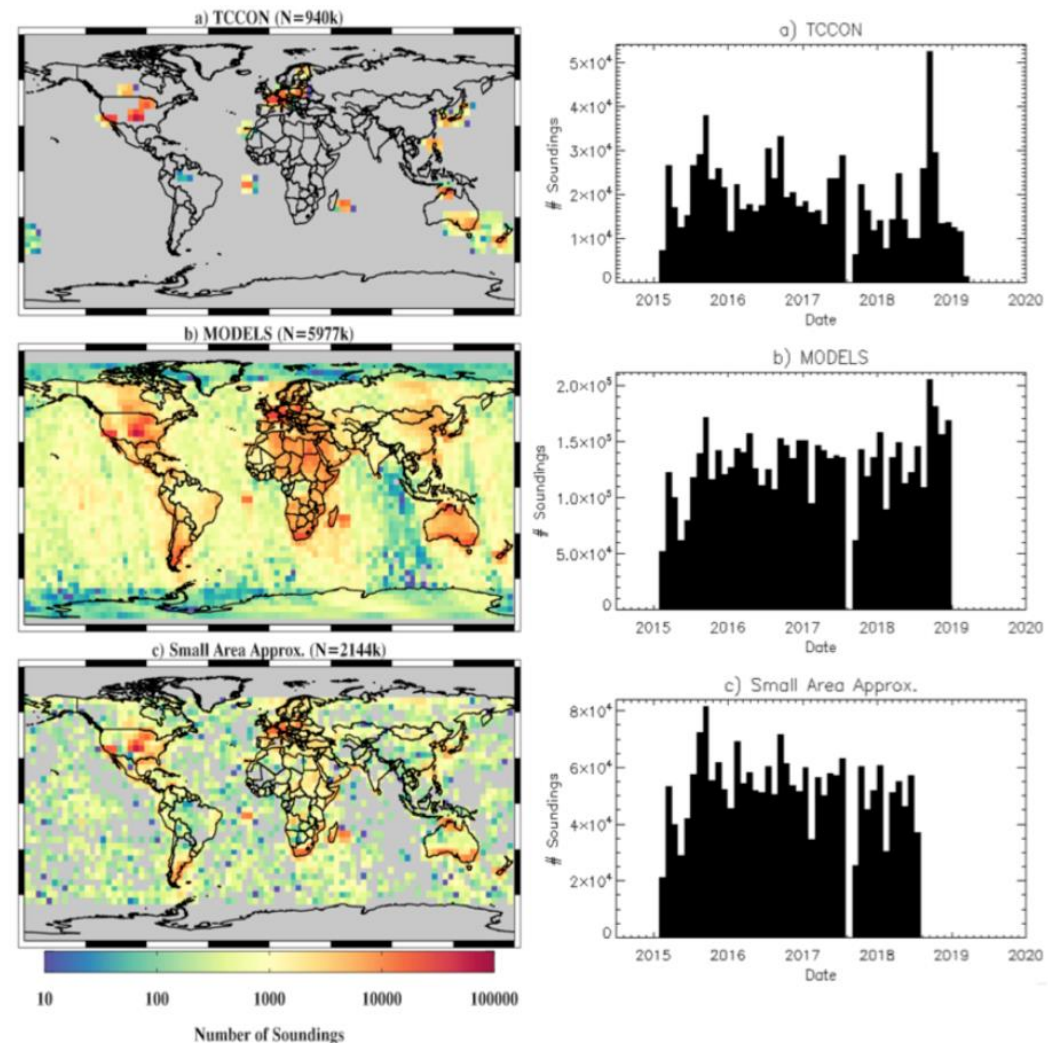 a) TCCON (N=940k)
a) TCCON
5×10⁴
4×10⁴
3×10⁴
2×10⁴
1×10⁴
0
# Soundings
2015 2016 2017 2018 2019 2020
Date
b) MODELS (N=5977k)
b) MODELS
2.0×10⁵
1.5×10⁵
1.0×10⁵
5.0×10⁴
0
# Soundings
2015 2016 2017 2018 2019 2020
Date
c) Small Area Approx. (N=2144k)
c) Small Area Approx.
8×10⁴
6×10⁴
4×10⁴
2×10⁴
0
# Soundings
2015 2016 2017 2018 2019 2020
Date
10 100 1000 10000 100000
Number of Soundings